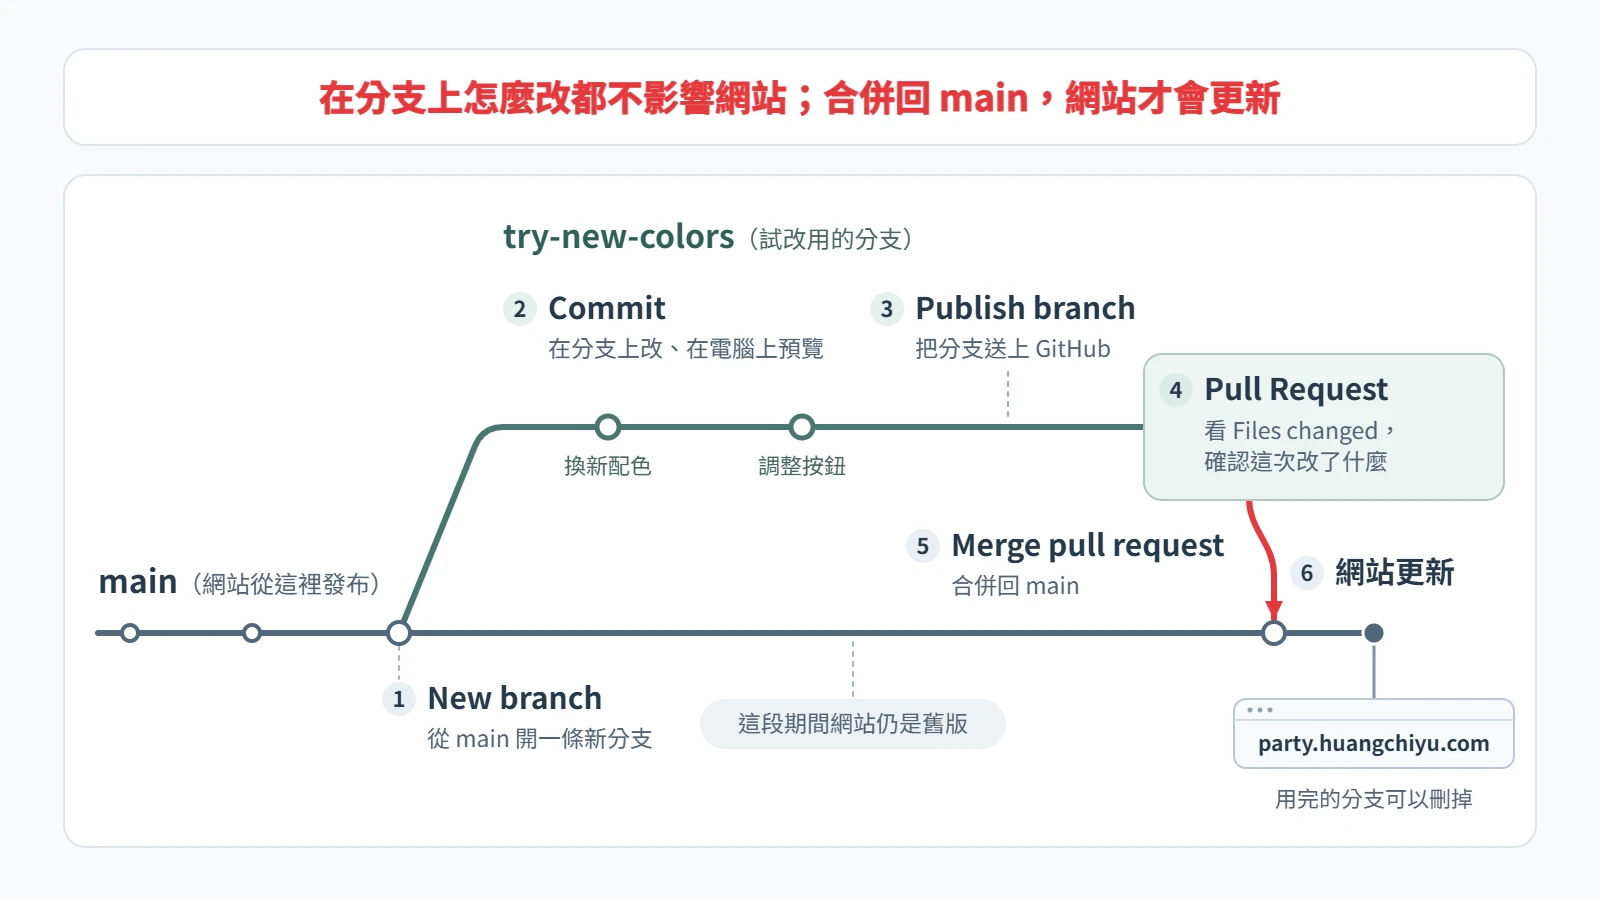 在分支上怎麼改都不影響網站；合併回 main，網站才會更新
try-new-colors（試改用的分支）
2 Commit
在分支上改、在電腦上預覽
3 Publish branch
把分支送上 GitHub
4 Pull Request
看 Files changed，
確認這次改了什麼
換新配色
調整按鈕
5 Merge pull request
合併回 main
6 網站更新
main（網站從這裡發布）
1 New branch
從 main 開一條新分支
這段期間網站仍是舊版
party.huangchiyu.com
用完的分支可以刪掉